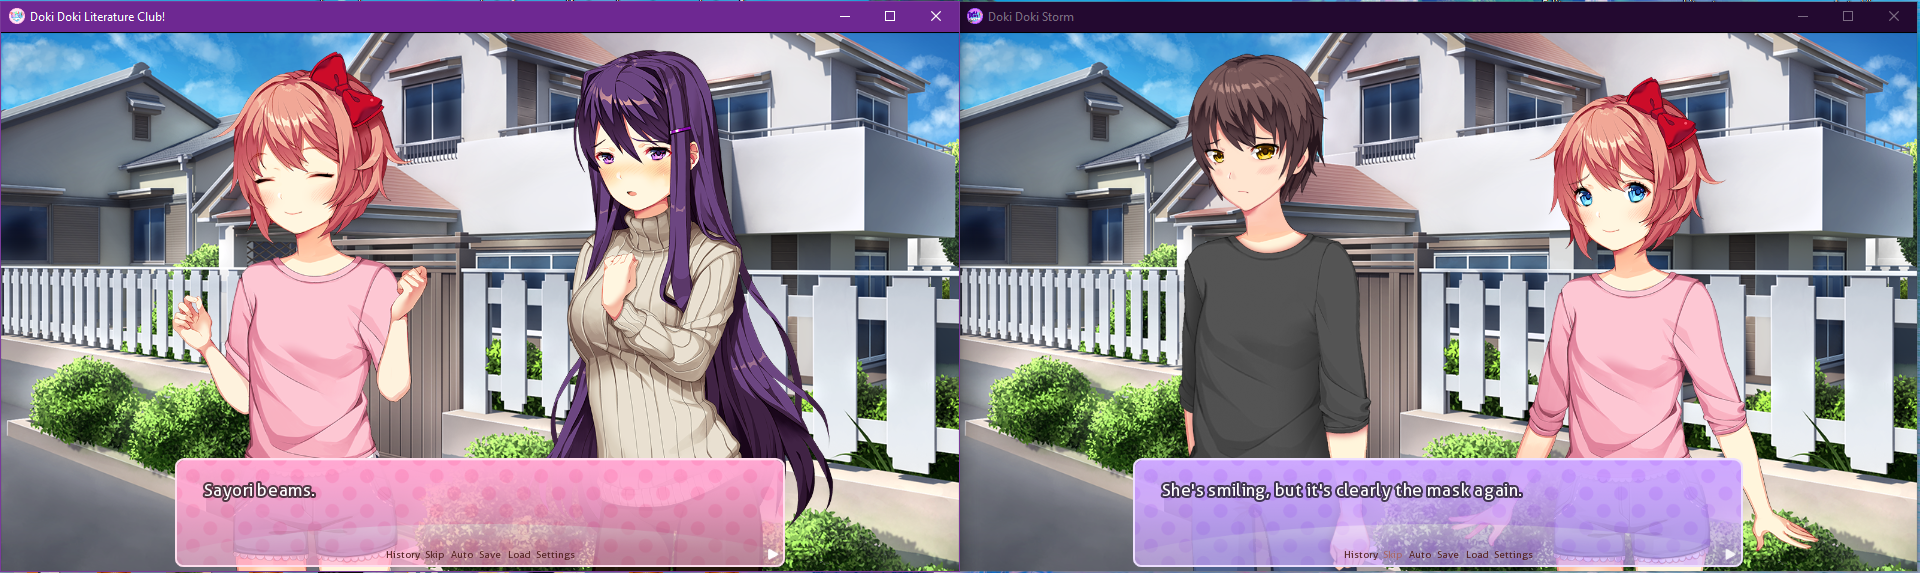 Doki Doki Literature Club!
Sayori beams.
History Skip Auto Save Load Settings
Doki Doki Storm
She's smiling, but it's clearly the mask again.
History Skip Auto Save Load Settings